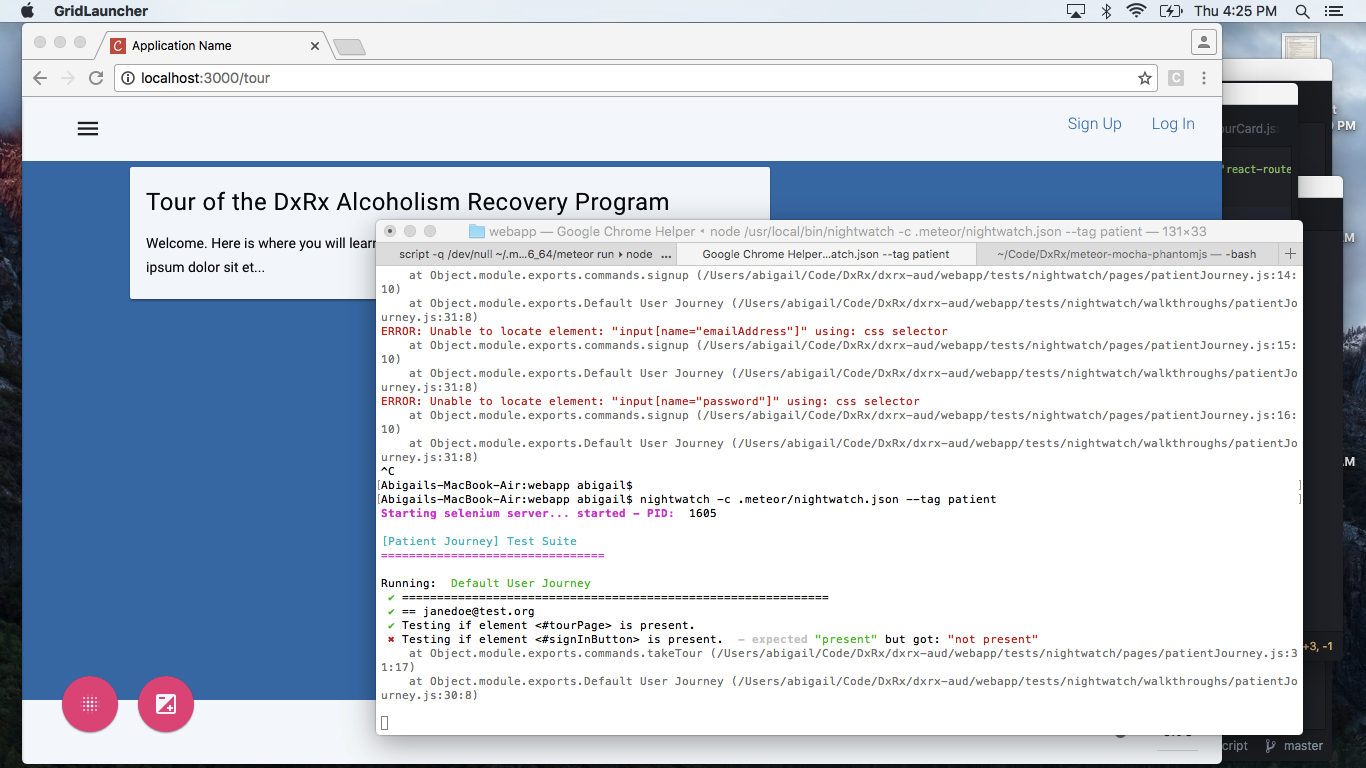 GridLauncher
Thu 4:25 PM
Application Name
localhost:3000/tour
Sign Up
Log In
Tour of the DxRx Alcoholism Recovery Program
Welcome. Here is where you will learn
ipsum dolor sit et...
webapp — Google Chrome Helper • node /usr/local/bin/nightwatch -c .meteor/nightwatch.json --tag patient — 131×33
script -q /dev/null ~/.m...6_64/meteor run ▸ node ...
Google Chrome Helper...atch.json --tag patient
~/Code/DxRx/meteor-mocha-phantomjs — -bash
at Object.module.exports.commands.signup (/Users/abigail/Code/DxRx/dxrx-aud/webapp/tests/nightwatch/pages/patientJourney.js:14:
10)
at Object.module.exports.Default User Journey (/Users/abigail/Code/DxRx/dxrx-aud/webapp/tests/nightwatch/walkthroughs/patientJo
urney.js:31:8)
ERROR: Unable to locate element: "input[name="emailAddress"]" using: css selector
at Object.module.exports.commands.signup (/Users/abigail/Code/DxRx/dxrx-aud/webapp/tests/nightwatch/pages/patientJourney.js:15:
10)
at Object.module.exports.Default User Journey (/Users/abigail/Code/DxRx/dxrx-aud/webapp/tests/nightwatch/walkthroughs/patientJo
urney.js:31:8)
ERROR: Unable to locate element: "input[name="password"]" using: css selector
at Object.module.exports.commands.signup (/Users/abigail/Code/DxRx/dxrx-aud/webapp/tests/nightwatch/pages/patientJourney.js:16:
10)
at Object.module.exports.Default User Journey (/Users/abigail/Code/DxRx/dxrx-aud/webapp/tests/nightwatch/walkthroughs/patientJo
urney.js:31:8)
^C
[Abigails-MacBook-Air:webapp abigail$ ]
[Abigails-MacBook-Air:webapp abigail$ nightwatch -c .meteor/nightwatch.json --tag patient ]
Starting selenium server... started - PID: 1605
[Patient Journey] Test Suite
================================
Running: Default User Journey
✔ =============================================================
✔ == janedoe@test.org
✔ Testing if element <#tourPage> is present.
✖ Testing if element <#signInButton> is present. - expected "present" but got: "not present"
at Object.module.exports.commands.takeTour (/Users/abigail/Code/DxRx/dxrx-aud/webapp/tests/nightwatch/pages/patientJourney.js:3
1:17)
at Object.module.exports.Default User Journey (/Users/abigail/Code/DxRx/dxrx-aud/webapp/tests/nightwatch/walkthroughs/patientJo
urney.js:30:8)
ourCard.js
'react-route
PM
+3, -1
cript
master